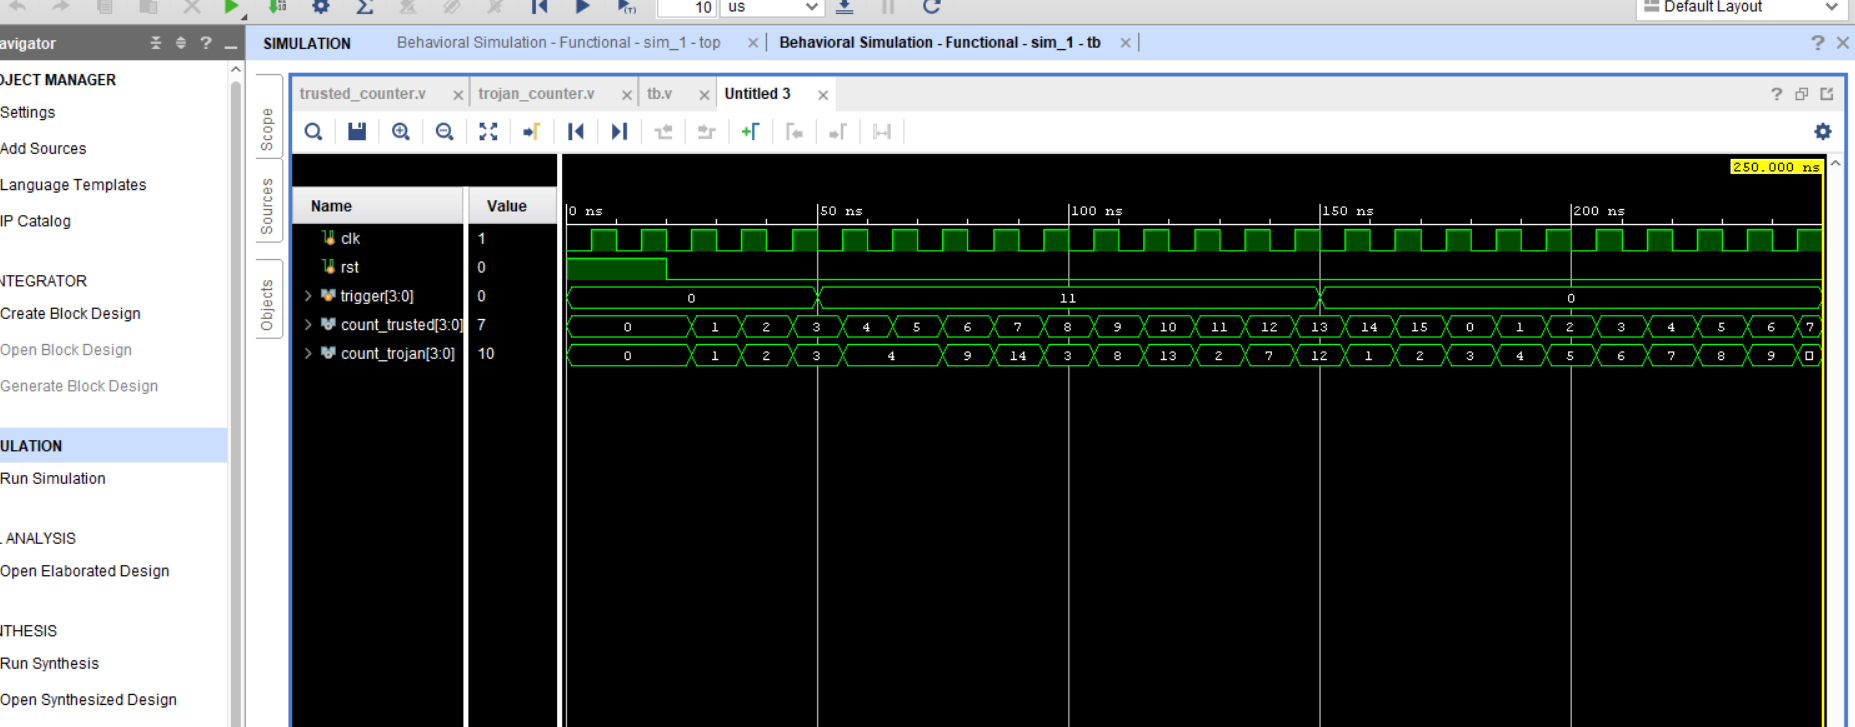 10 us
(T)
Default Layout
avigator
?
SIMULATION
Behavioral Simulation - Functional - sim_1 - top
Behavioral Simulation - Functional - sim_1 - tb
?
OJECT MANAGER
Settings
Add Sources
Language Templates
IP Catalog
NTEGRATOR
Create Block Design
Open Block Design
Generate Block Design
ULATION
Run Simulation
. ANALYSIS
Open Elaborated Design
NTHESIS
Run Synthesis
Open Synthesized Design
Scope
Sources
Objects
trusted_counter.v
trojan_counter.v
tb.v
Untitled 3
?
250.000 ns
Name Value
0 ns 50 ns 100 ns 150 ns 200 ns
clk 1
rst 0
trigger[3:0] 0 0 11 0
count_trusted[3:0] 7 0 1 2 3 4 5 6 7 8 9 10 11 12 13 14 15 0 1 2 3 4 5 6 7
count_trojan[3:0] 10 0 1 2 3 4 9 14 3 8 13 2 7 12 1 2 3 4 5 6 7 8 9